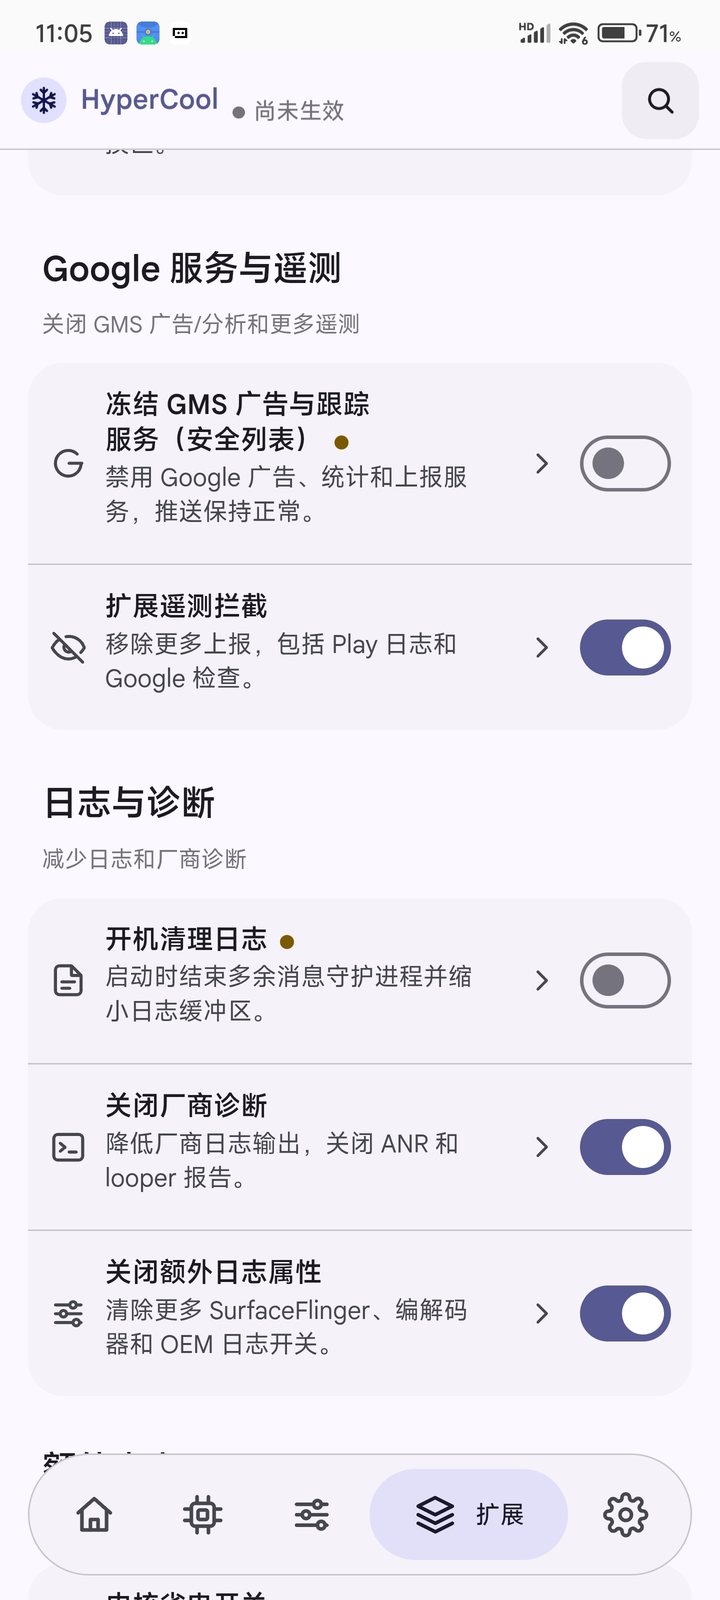 11:05
HD
6
71%
HyperCool
尚未生效
Google 服务与遥测
关闭 GMS 广告/分析和更多遥测
冻结 GMS 广告与跟踪
服务（安全列表）
禁用 Google 广告、统计和上报服
务，推送保持正常。
扩展遥测拦截
移除更多上报，包括 Play 日志和
Google 检查。
日志与诊断
减少日志和厂商诊断
开机清理日志
启动时结束多余消息守护进程并缩
小日志缓冲区。
关闭厂商诊断
降低厂商日志输出，关闭 ANR 和
looper 报告。
关闭额外日志属性
清除更多 SurfaceFlinger、编解码
器和 OEM 日志开关。
扩展